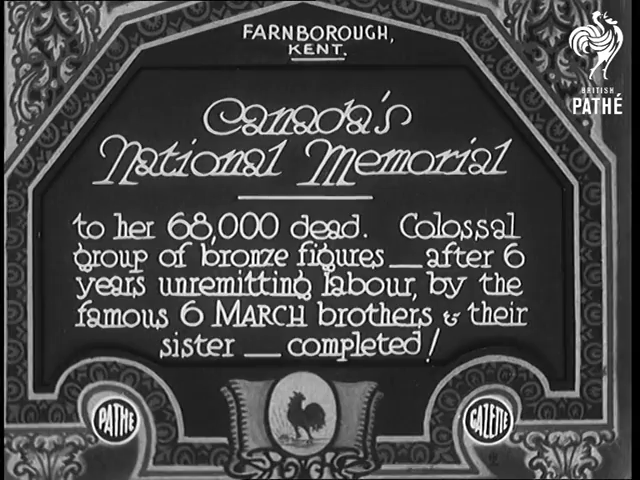 FARNBOROUGH,
KENT.
BRITISH
PATHÉ
Canada's
National Memorial
to her 68,000 dead. Colossal
group of bronze figures — after 6
years unremitting labour, by the
famous 6 MARCH brothers & their
sister — completed!
PATHE
GAZETTE